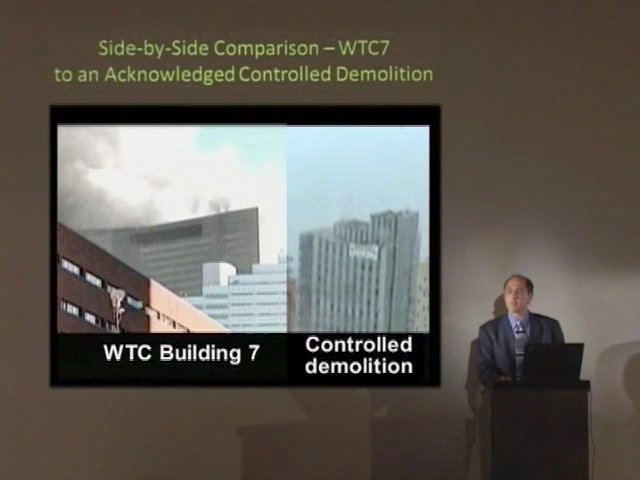 Side-by-Side Comparison – WTC7
to an Acknowledged Controlled Demolition
WTC Building 7
Controlled
demolition